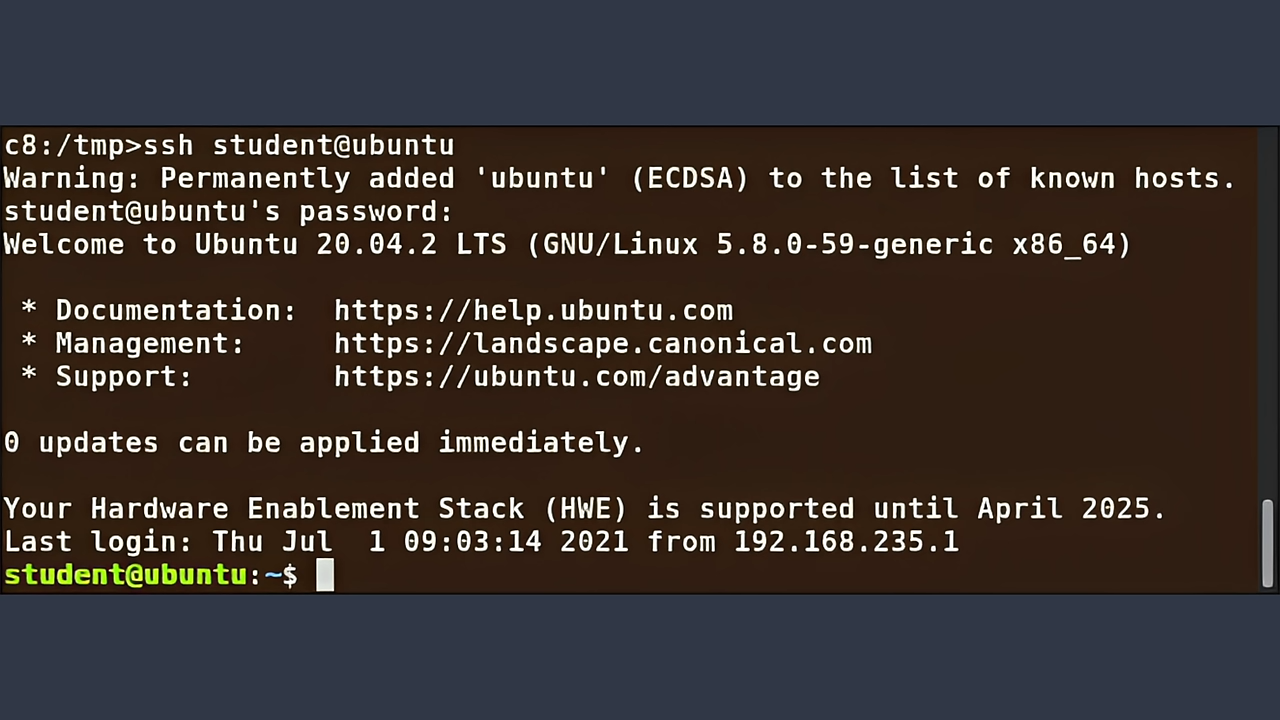 c8:/tmp>ssh student@ubuntu
Warning: Permanently added 'ubuntu' (ECDSA) to the list of known hosts.
student@ubuntu's password:
Welcome to Ubuntu 20.04.2 LTS (GNU/Linux 5.8.0-59-generic x86_64)

 * Documentation:  https://help.ubuntu.com
 * Management:     https://landscape.canonical.com
 * Support:        https://ubuntu.com/advantage

0 updates can be applied immediately.

Your Hardware Enablement Stack (HWE) is supported until April 2025.
Last login: Thu Jul  1 09:03:14 2021 from 192.168.235.1
student@ubuntu:~$